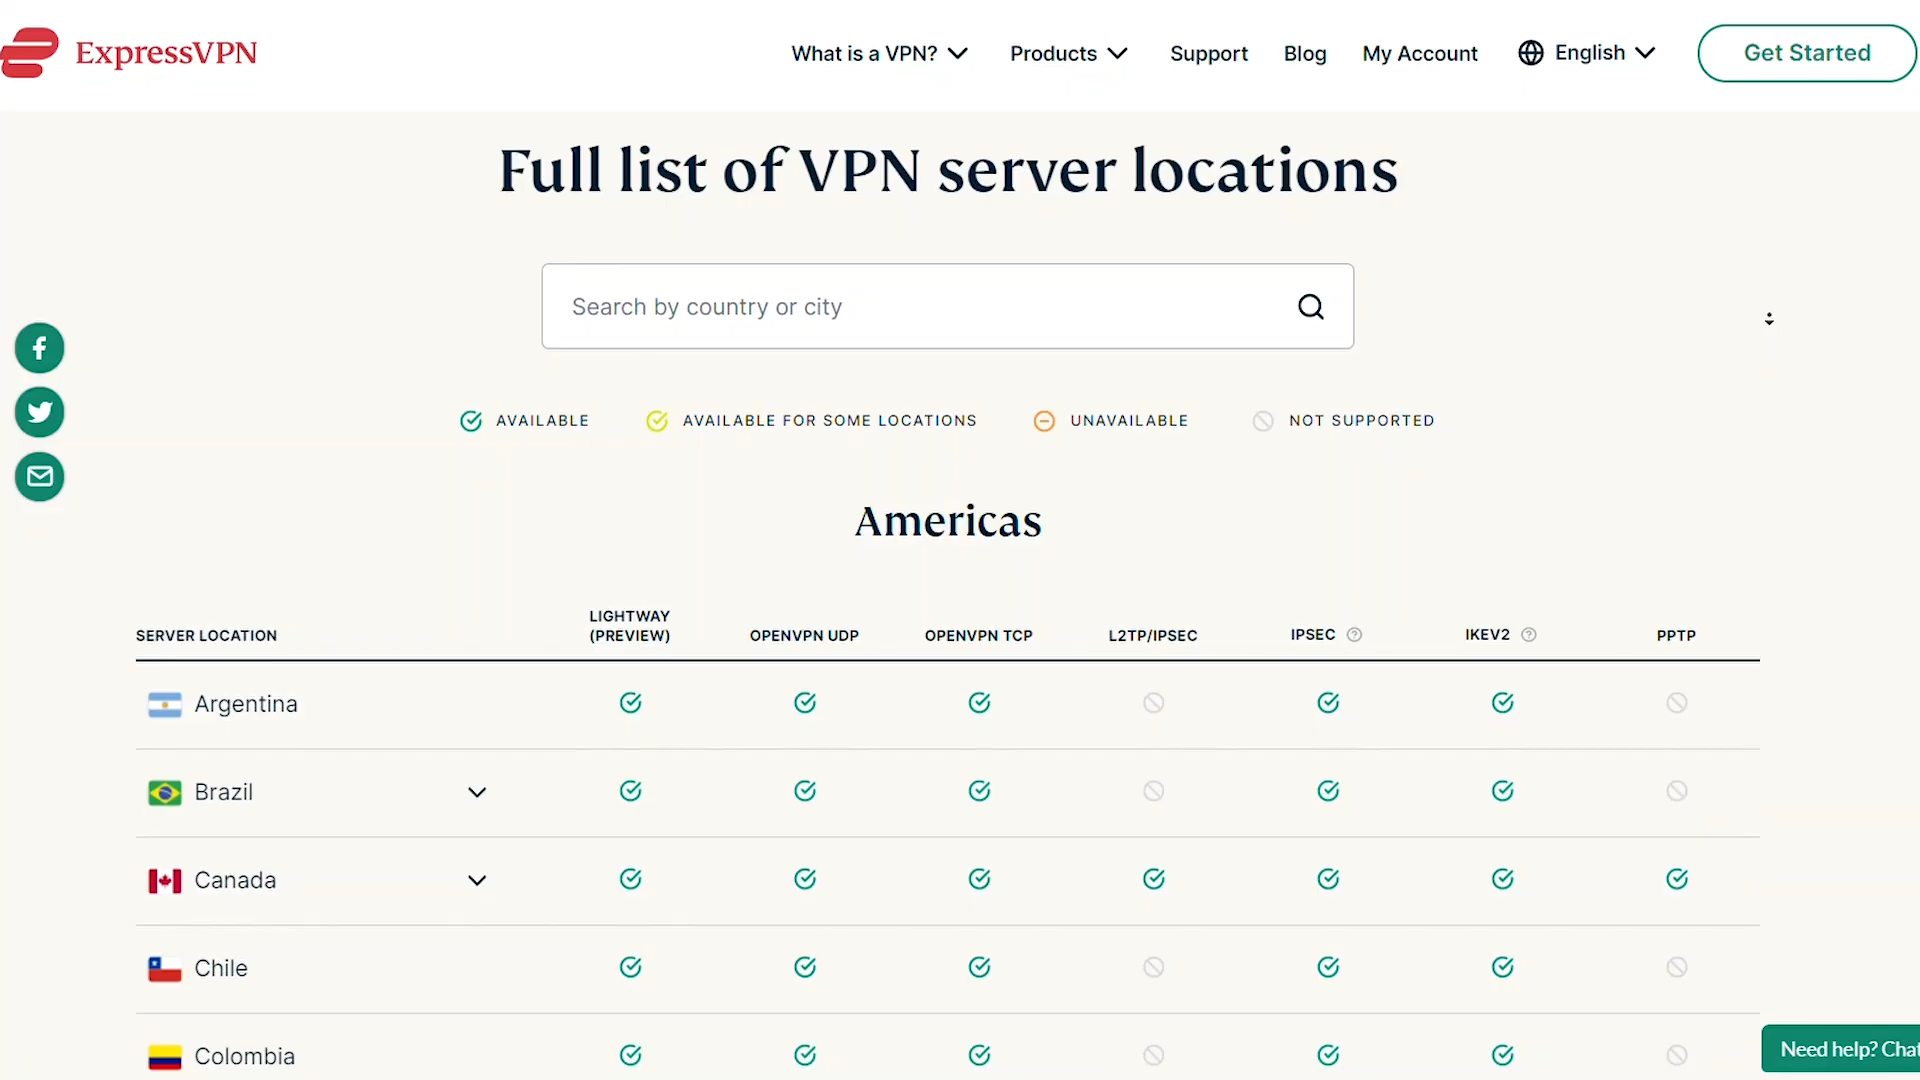 ExpressVPN
What is a VPN? Products Support Blog My Account English Get Started
Full list of VPN server locations
Search by country or city
AVAILABLE AVAILABLE FOR SOME LOCATIONS UNAVAILABLE NOT SUPPORTED
Americas
SERVER LOCATION LIGHTWAY (PREVIEW) OPENVPN UDP OPENVPN TCP L2TP/IPSEC IPSEC IKEV2 PPTP
Argentina
Brazil
Canada
Chile
Colombia
Need help? Chat